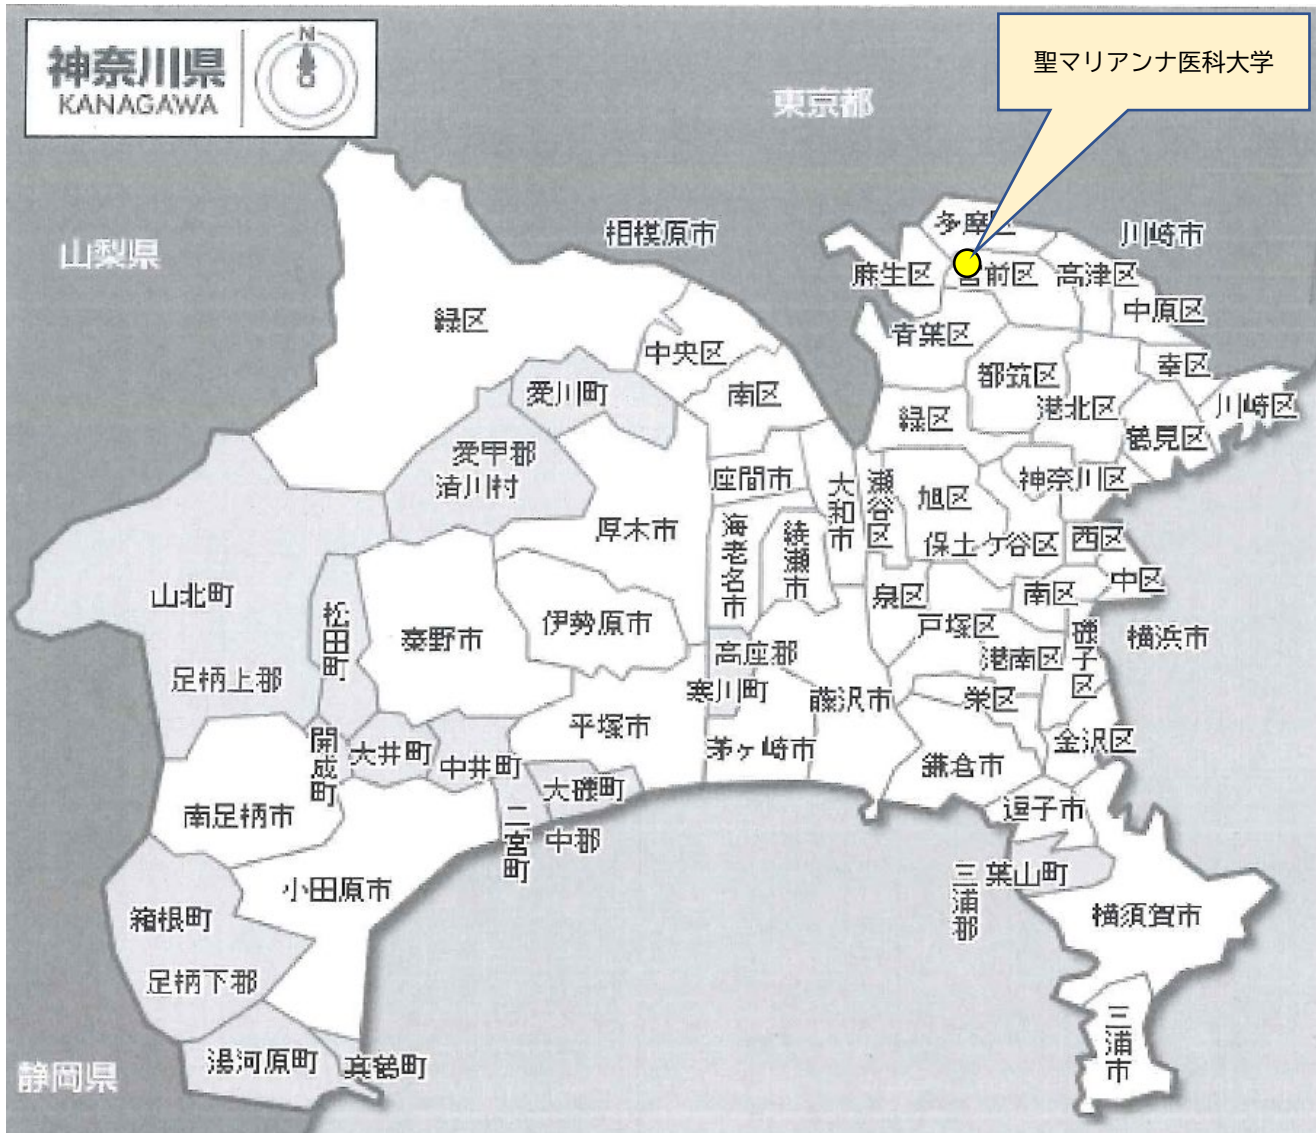 神奈川県
KANAGAWA
N
聖マリアンナ医科大学
東京都
山梨県
相模原市
川崎市
多摩区
麻生区
宮前区
高津区
中原区
緑区
青葉区
中央区
都筑区
幸区
愛川町
南区
緑区
港北区
川崎区
鶴見区
愛甲郡
清川村
座間市
大和市
瀬谷区
旭区
神奈川区
厚木市
海老名市
綾瀬市
保土ケ谷区
西区
山北町
松田町
秦野市
伊勢原市
泉区
南区
中区
戸塚区
磯子区
横浜市
足柄上郡
高座郡
寒川町
港南区
藤沢市
栄区
平塚市
茅ヶ崎市
金沢区
開成町
大井町
中井町
鎌倉市
大磯町
南足柄市
二宮町
中郡
逗子市
小田原市
三浦郡
葉山町
箱根町
横須賀市
足柄下郡
三浦市
湯河原町
真鶴町
静岡県